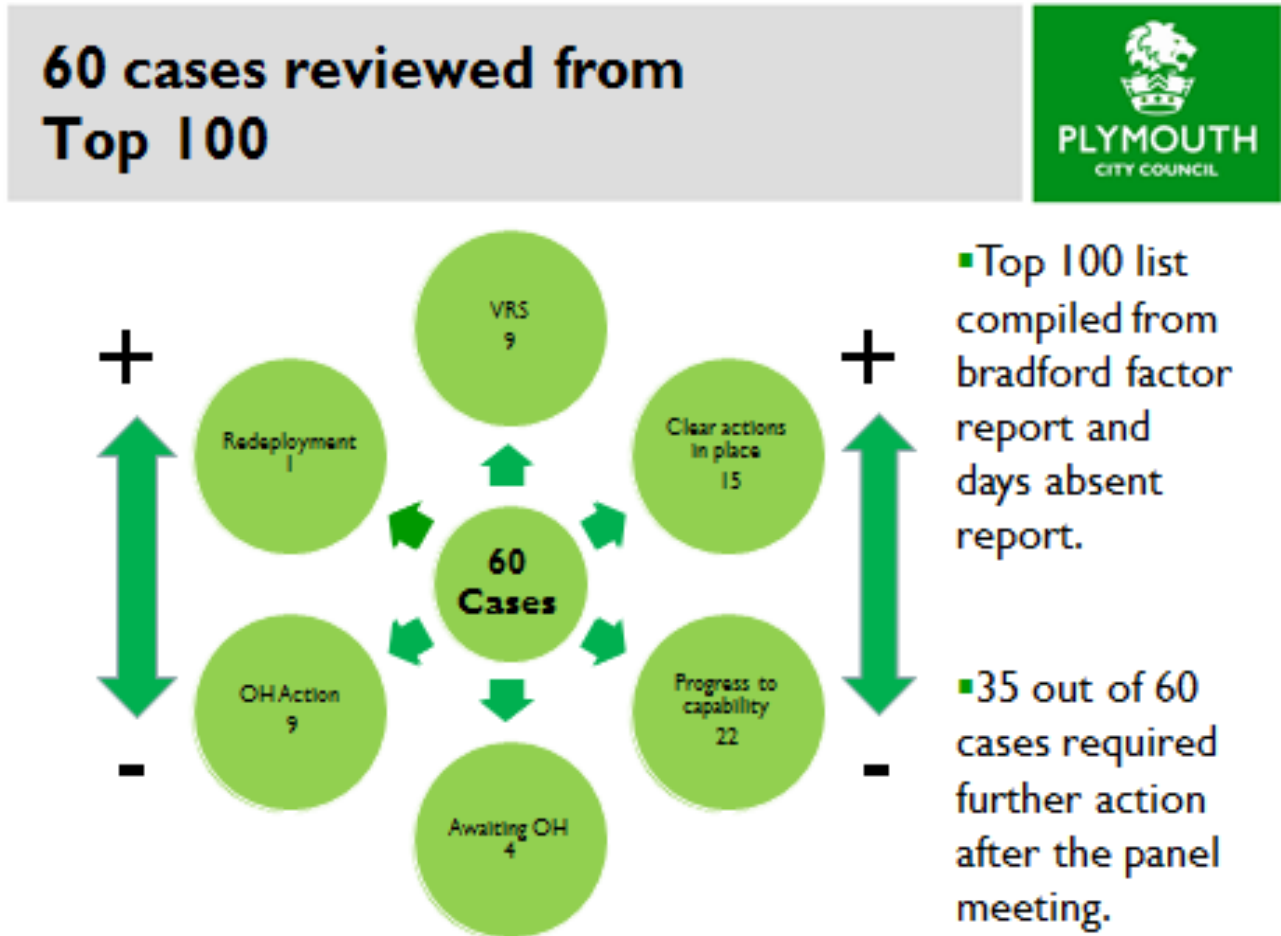 60 cases reviewed from
Top 100
PLYMOUTH
CITY COUNCIL
VRS
9
+
+
Redeployment
1
Clear actions
in place
15
60
Cases
OH Action
9
Progress to
capability
22
-
-
Awaiting OH
4
▪Top 100 list
compiled from
bradford factor
report and
days absent
report.
▪35 out of 60
cases required
further action
after the panel
meeting.